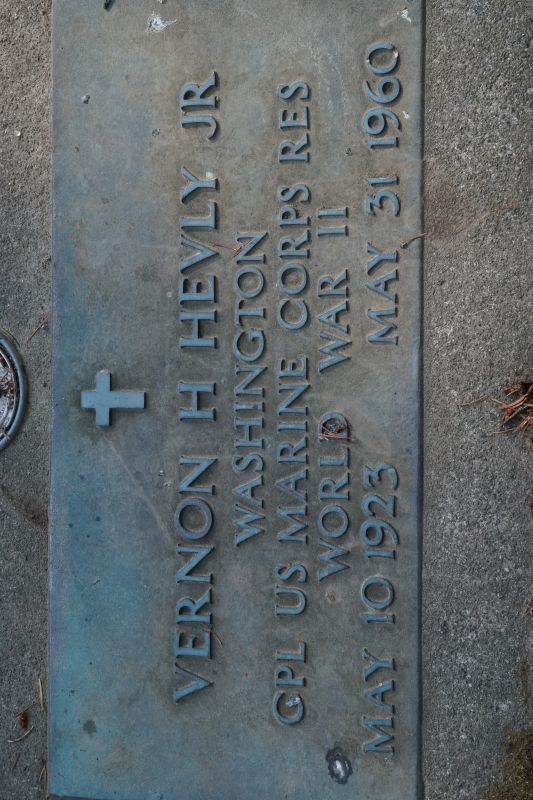 VERNON H HEVLY JR
WASHINGTON
CPL US MARINE CORPS RES
WORLD WAR II
MAY 10 1923 MAY 31 1960